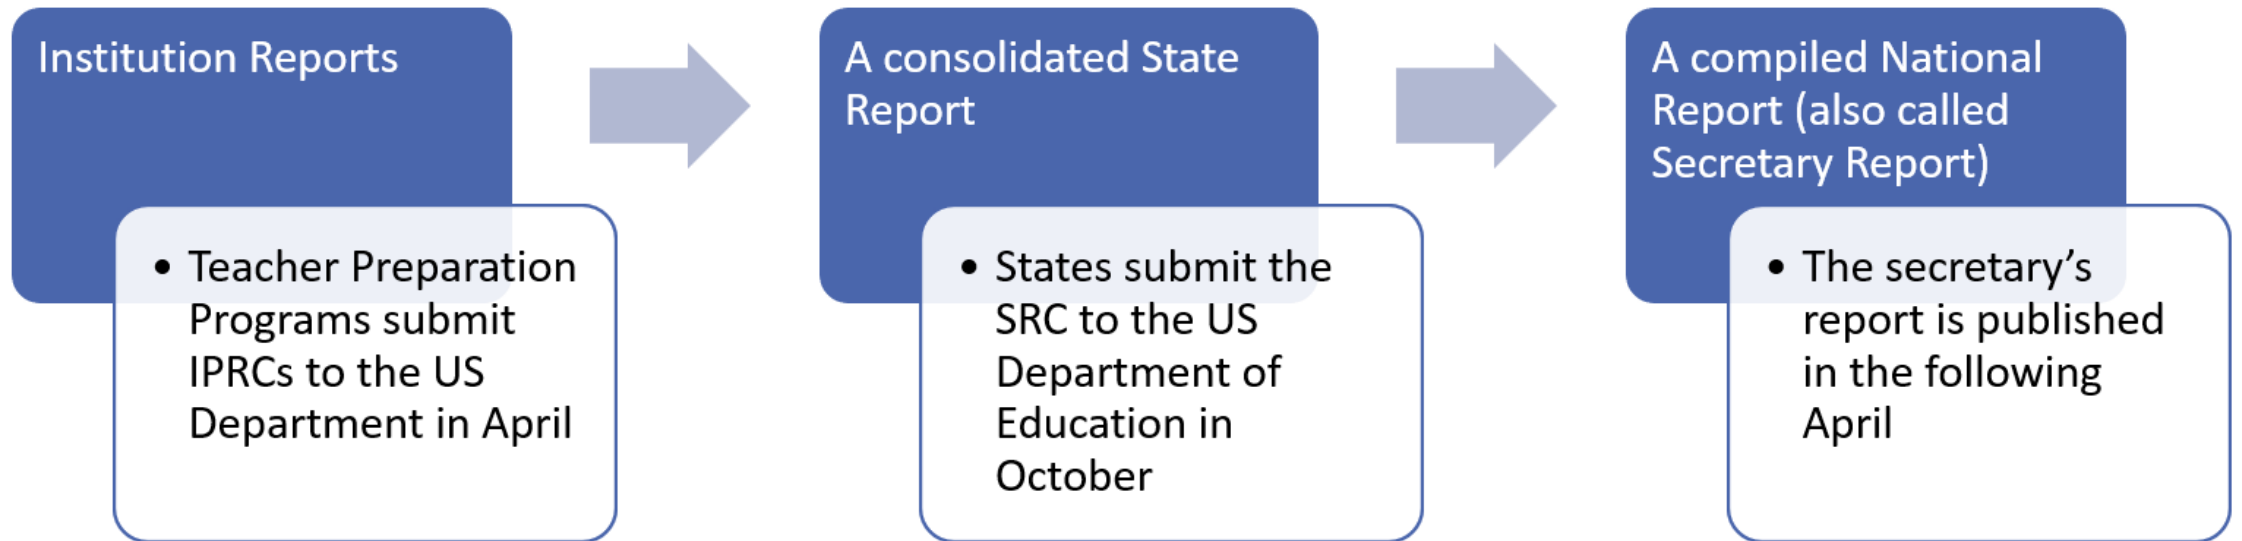 Institution Reports
• Teacher Preparation
Programs submit
IPRCs to the US
Department in April
A consolidated State
Report
• States submit the
SRC to the US
Department of
Education in
October
A compiled National
Report (also called
Secretary Report)
• The secretary’s
report is published
in the following
April